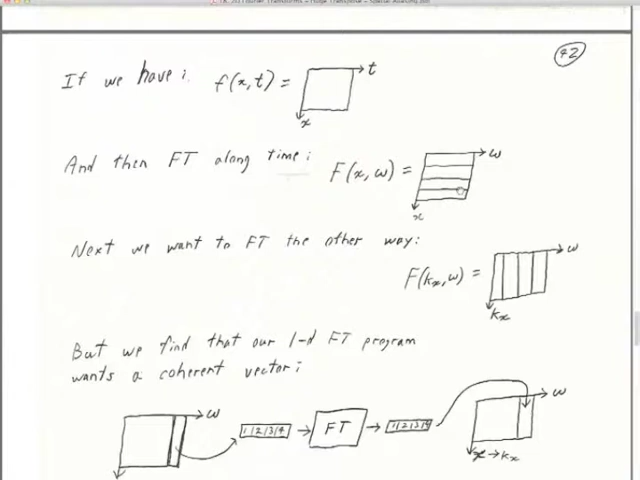 42
If we have: f(x,t) =
t
x
And then FT along time: F(x,ω) =
ω
x
Next we want to FT the other way:
F(kx,ω) =
ω
kx
But we find that our 1-d FT program
wants a coherent vector:
ω
1|2|3|4
FT
1|2|3|4
ω
x→kx